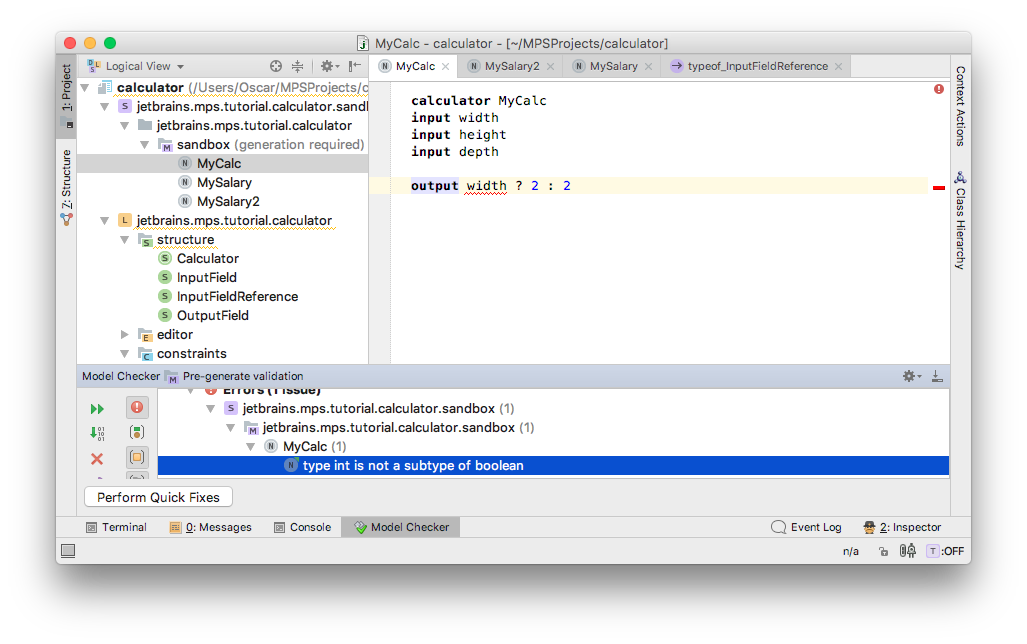 MyCalc - calculator - [~/MPSProjects/calculator]
1: Project
Z: Structure
Logical View
MyCalc
MySalary2
MySalary
typeof_InputFieldReference
calculator (/Users/Oscar/MPSProjects/c
S jetbrains.mps.tutorial.calculator.sand
jetbrains.mps.tutorial.calculator
M sandbox (generation required)
N MyCalc
N MySalary
N MySalary2
L jetbrains.mps.tutorial.calculator
S structure
S Calculator
S InputField
S InputFieldReference
S OutputField
E editor
C constraints
calculator MyCalc
input width
input height
input depth
output width ? 2 : 2
Context Actions
Class Hierarchy
Model Checker M Pre-generate validation
Errors (1 issue)
S jetbrains.mps.tutorial.calculator.sandbox (1)
M jetbrains.mps.tutorial.calculator.sandbox (1)
N MyCalc (1)
N type int is not a subtype of boolean
Perform Quick Fixes
Terminal
0: Messages
Console
Model Checker
Event Log
2: Inspector
n/a
T :OFF